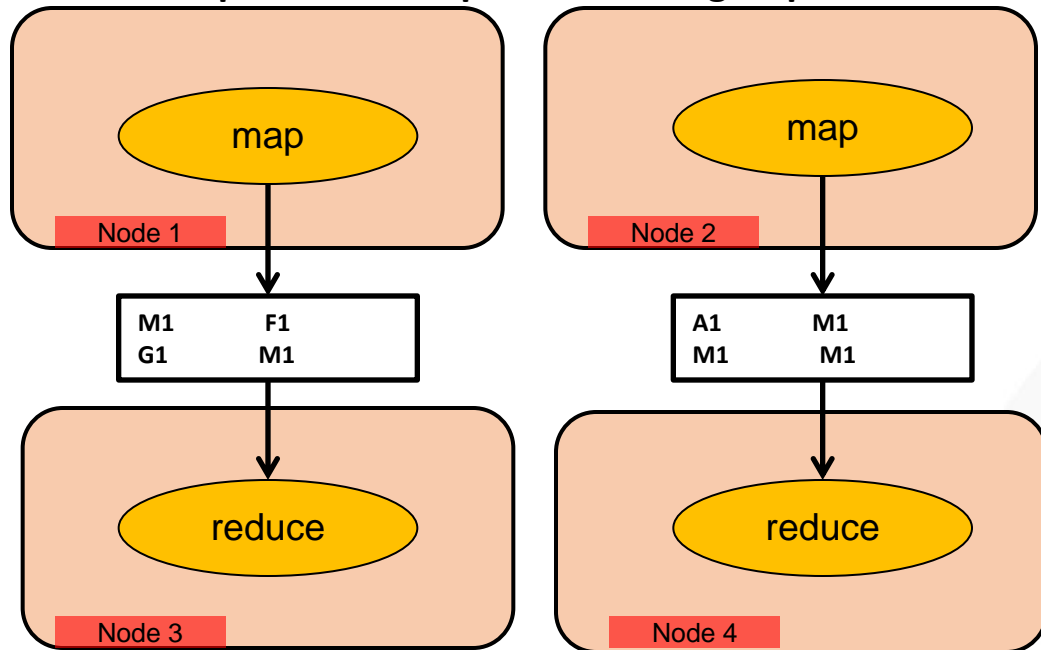 map
map
Node 1
Node 2
M1 F1
G1 M1
A1 M1
M1 M1
reduce
reduce
Node 3
Node 4